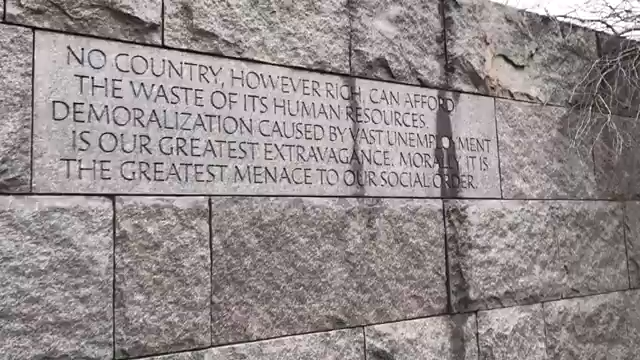 NO COUNTRY, HOWEVER RICH, CAN AFFORD
THE WASTE OF ITS HUMAN RESOURCES.
DEMORALIZATION CAUSED BY VAST UNEMPLOYMENT
IS OUR GREATEST EXTRAVAGANCE. MORALLY, IT IS
THE GREATEST MENACE TO OUR SOCIAL ORDER.